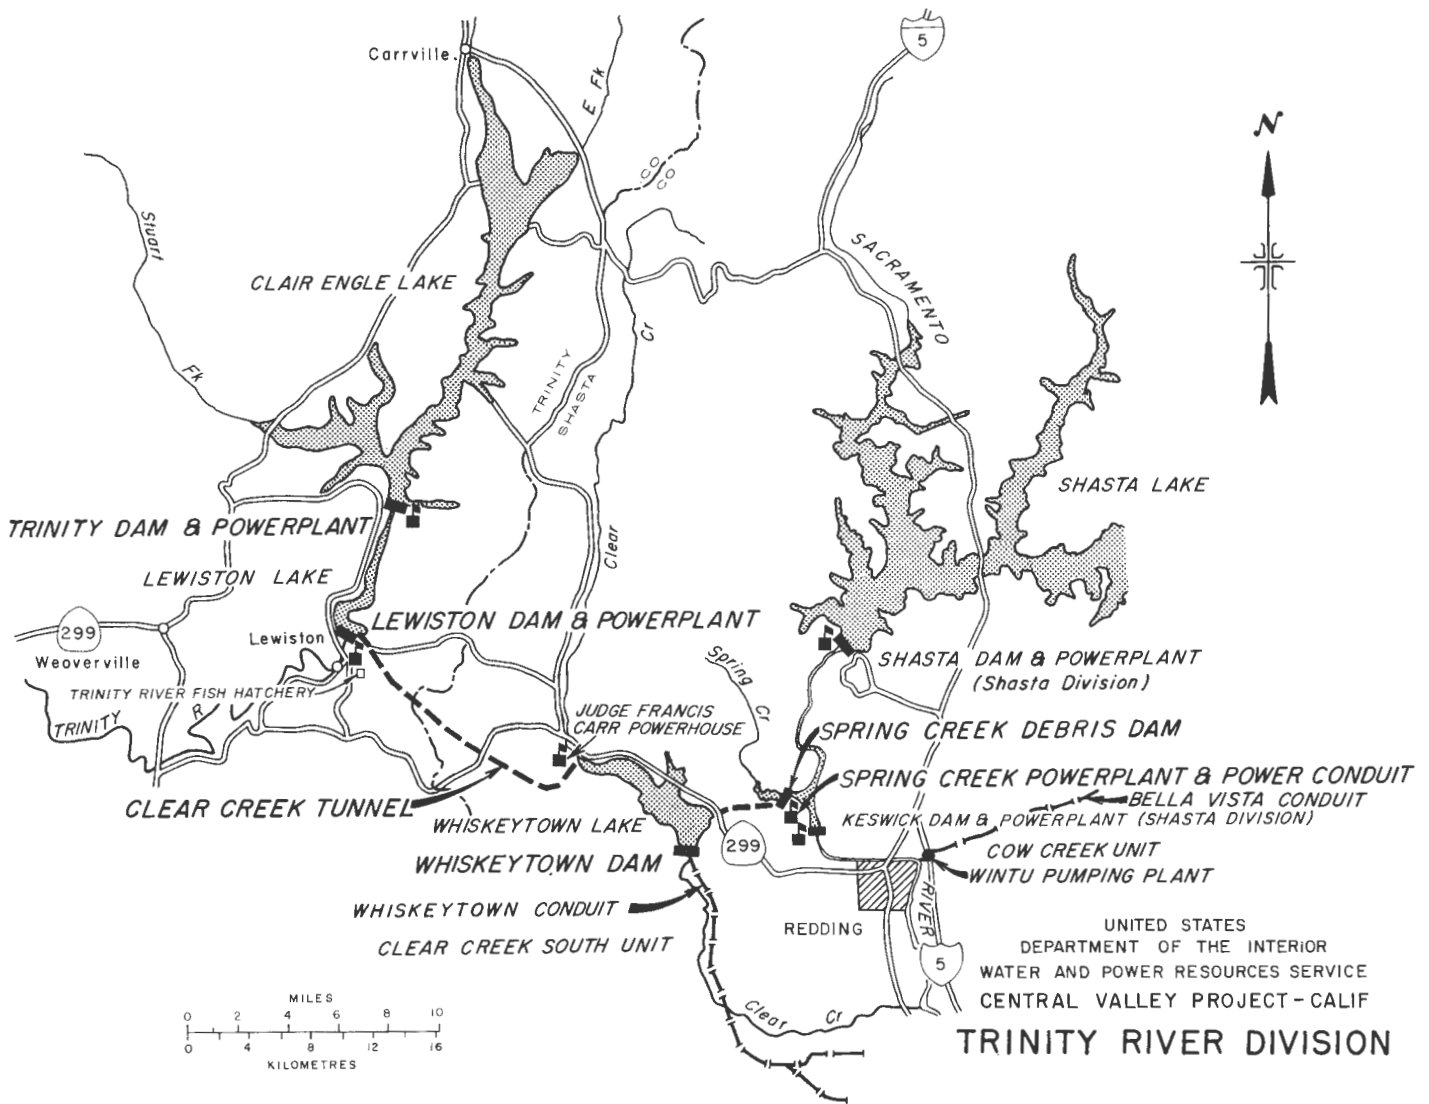 5
Carrville
E Fk
N
CO
CO
Stuart
Fk
SACRAMENTO
CLAIR ENGLE LAKE
Cr
TRINITY
SHASTA
SHASTA LAKE
TRINITY DAM & POWERPLANT
Clear
LEWISTON LAKE
LEWISTON DAM & POWERPLANT
299
Weoverville
Lewiston
SHASTA DAM & POWERPLANT
(Shasta Division)
Spring
Cr
TRINITY RIVER FISH HATCHERY
TRINITY
R
JUDGE FRANCIS
CARR POWERHOUSE
SPRING CREEK DEBRIS DAM
SPRING CREEK POWERPLANT & POWER CONDUIT
BELLA VISTA CONDUIT
CLEAR CREEK TUNNEL
WHISKEYTOWN LAKE
KESWICK DAM & POWERPLANT (SHASTA DIVISION)
299
COW CREEK UNIT
WHISKEYTOWN DAM
WINTU PUMPING PLANT
RIVER
WHISKEYTOWN CONDUIT
REDDING
CLEAR CREEK SOUTH UNIT
5
UNITED STATES
DEPARTMENT OF THE INTERIOR
WATER AND POWER RESOURCES SERVICE
CENTRAL VALLEY PROJECT-CALIF
TRINITY RIVER DIVISION
Clear Cr
MILES
0 2 4 6 8 10
0 4 8 12 16
KILOMETRES